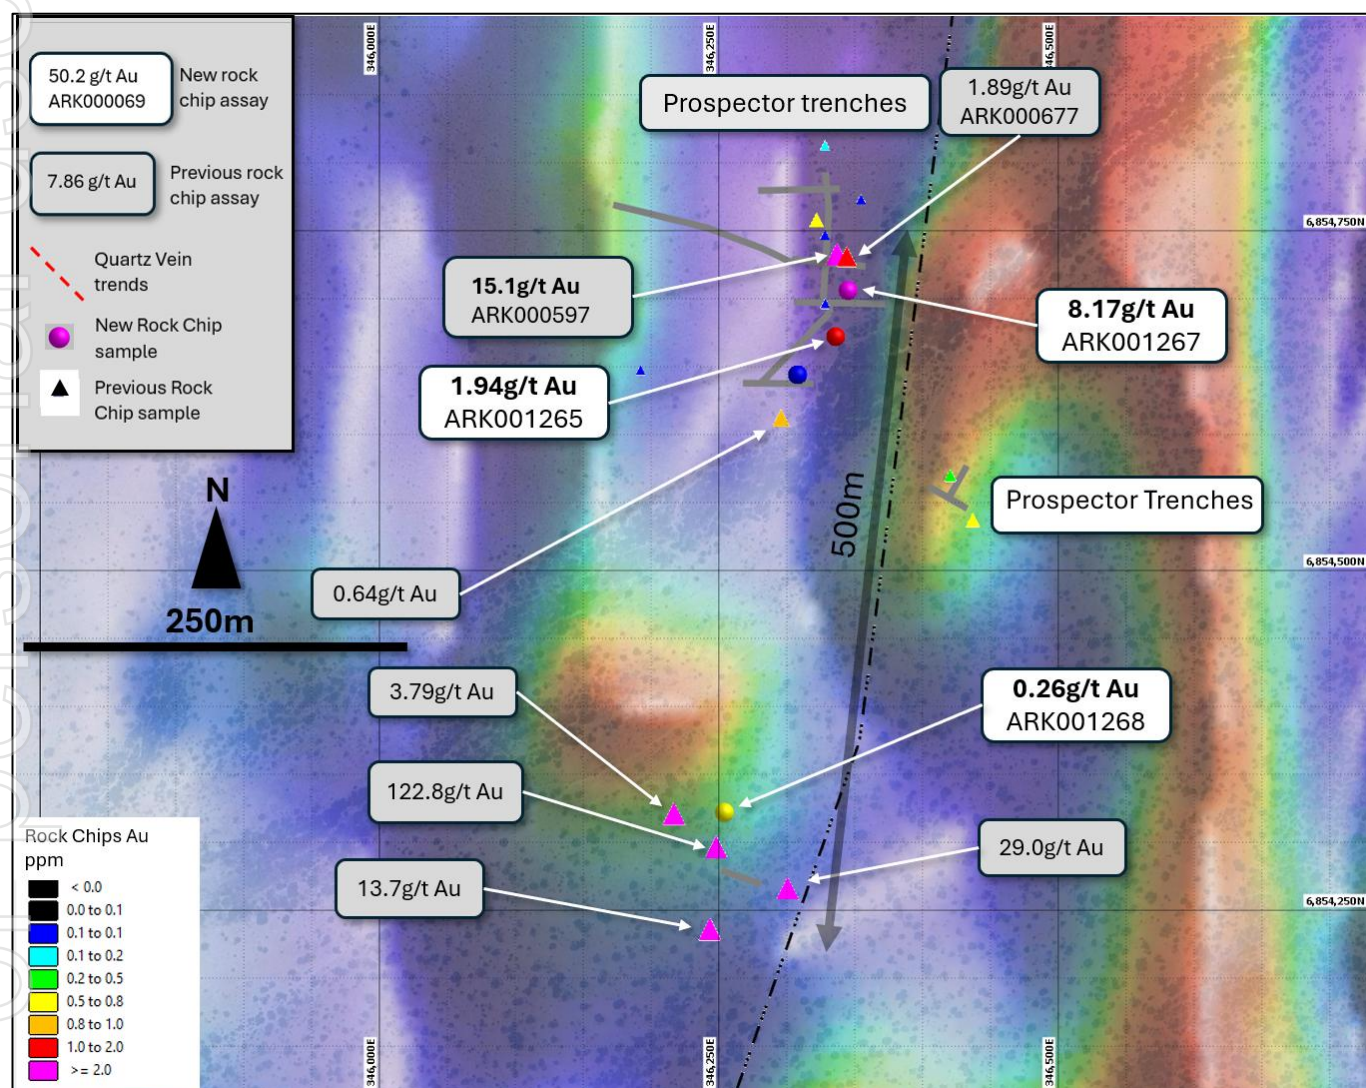 50.2 g/t Au
ARK000069
New rock
chip assay
7.86 g/t Au
Previous rock
chip assay
Quartz Vein
trends
New Rock Chip
sample
Previous Rock
Chip sample
346,000E
346,250E
346,500E
Prospector trenches
1.89g/t Au
ARK000677
6,854,750N
15.1g/t Au
ARK000597
8.17g/t Au
ARK001267
1.94g/t Au
ARK001265
N
250m
500m
Prospector Trenches
6,854,500N
0.64g/t Au
3.79g/t Au
0.26g/t Au
ARK001268
122.8g/t Au
29.0g/t Au
13.7g/t Au
6,854,250N
Rock Chips Au
ppm
< 0.0
0.0 to 0.1
0.1 to 0.1
0.1 to 0.2
0.2 to 0.5
0.5 to 0.8
0.8 to 1.0
1.0 to 2.0
>= 2.0
346,000E
346,250E
346,500E